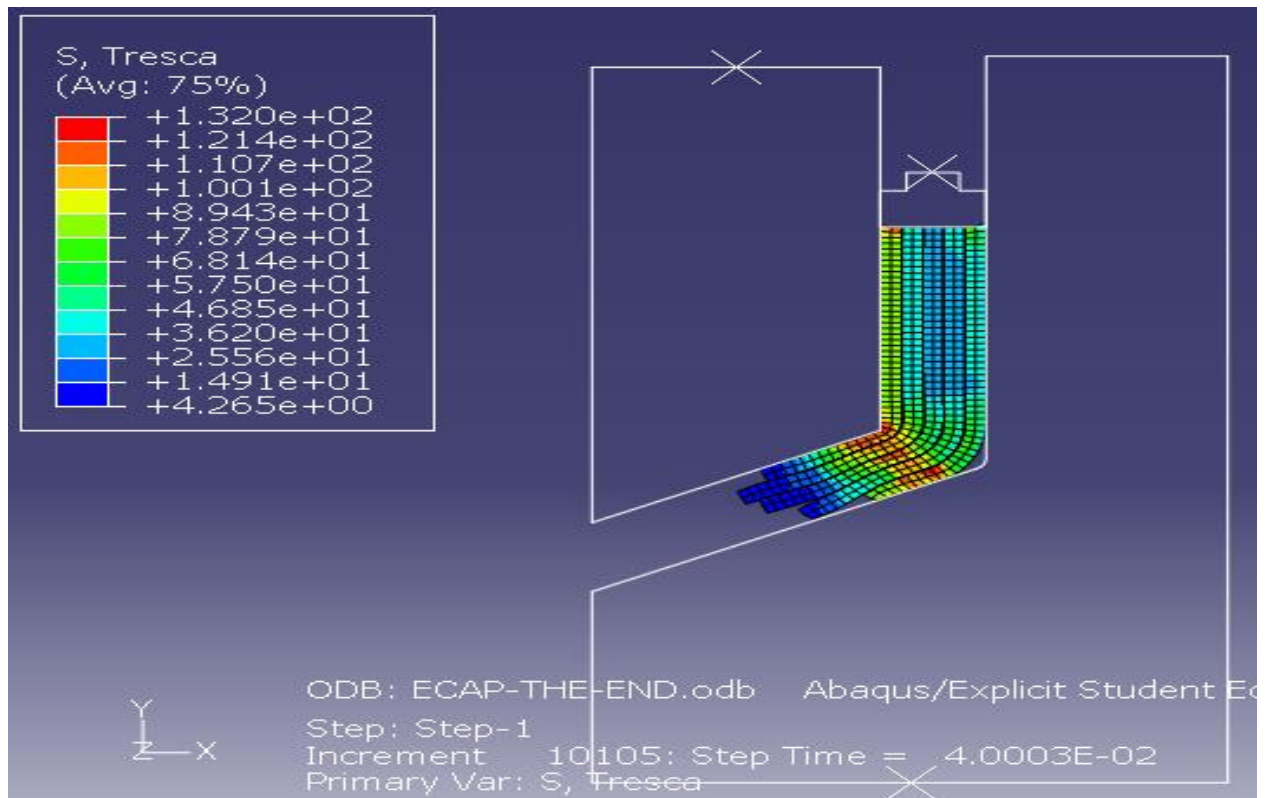 S, Tresca
(Avg: 75%)
+1.320e+02
+1.214e+02
+1.107e+02
+1.001e+02
+8.943e+01
+7.879e+01
+6.814e+01
+5.750e+01
+4.685e+01
+3.620e+01
+2.556e+01
+1.491e+01
+4.265e+00
Y
Z X
ODB: ECAP-THE-END.odb Abaqus/Explicit Student Ed
Step: Step-1
Increment 10105: Step Time = 4.0003E-02
Primary Var: S, Tresca